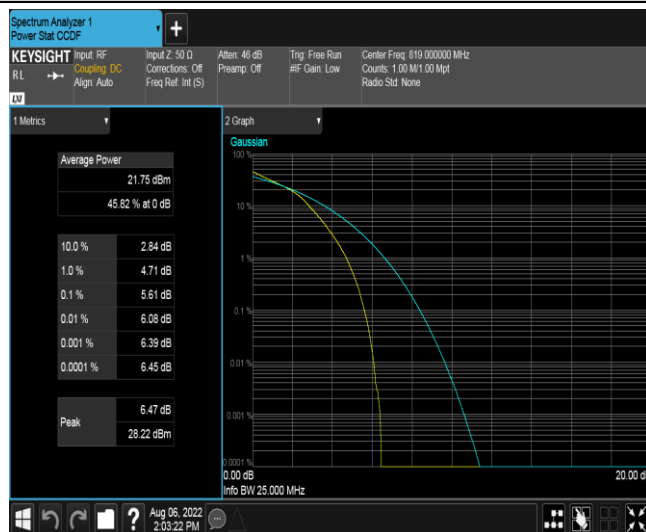 Spectrum Analyzer 1
Power Stat CCDF
+
KEYSIGHT
RL
Input: RF
Coupling: DC
Align: Auto
Input Z: 50 Ω
Corrections: Off
Freq Ref: Int (S)
Atten: 46 dB
Preamp: Off
Trig: Free Run
#IF Gain: Low
Center Freq: 819.000000 MHz
Counts: 1.00 M/1.00 Mpt
Radio Std: None
LXI
1 Metrics
Average Power
21.75 dBm
45.82 % at 0 dB
10.0 % 2.84 dB
1.0 % 4.71 dB
0.1 % 5.61 dB
0.01 % 6.08 dB
0.001 % 6.39 dB
0.0001 % 6.45 dB
Peak
6.47 dB
28.22 dBm
2 Graph
Gaussian
100 %
10 %
1 %
0.1 %
0.01 %
0.001 %
0.0001 %
0.00 dB
20.00 d
Info BW 25.000 MHz
?
Aug 06, 2022
2:03:22 PM